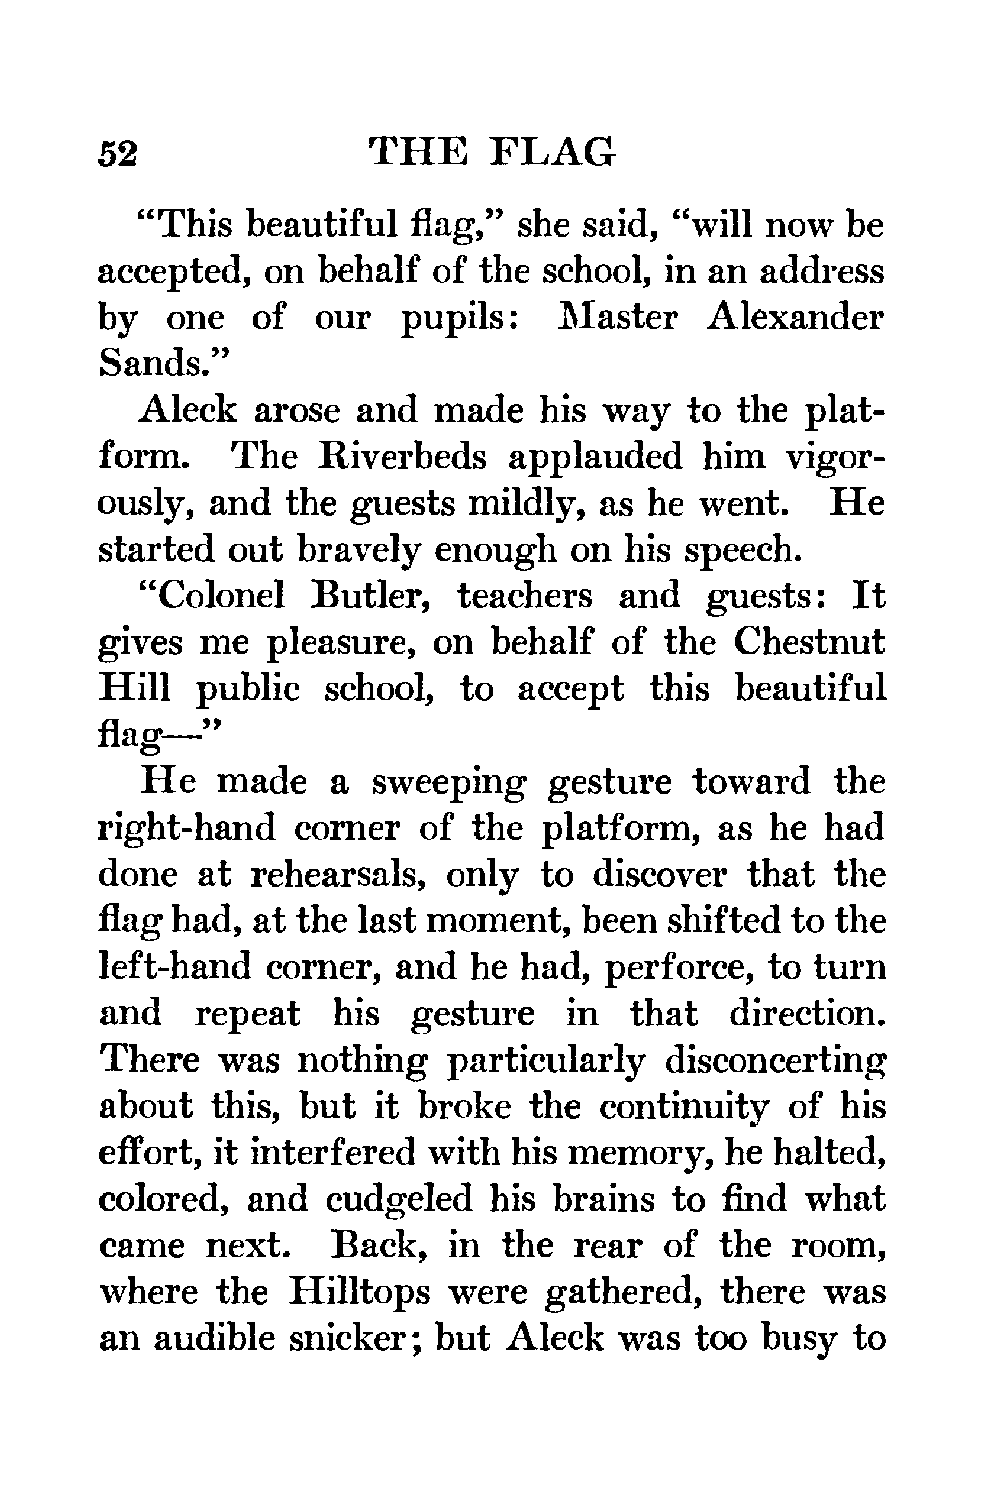 52 THE FLAG
“This beautiful flag,” she said, “will now be
accepted, on behalf of the school, in an address
by one of our pupils: Master Alexander
Sands.”
Aleck arose and made his way to the plat-
form. The Riverbeds applauded him vigor-
ously, and the guests mildly, as he went. He
started out bravely enough on his speech.
“Colonel Butler, teachers and guests: It
gives me pleasure, on behalf of the Chestnut
Hill public school, to accept this beautiful
flag—”
He made a sweeping gesture toward the
right-hand corner of the platform, as he had
done at rehearsals, only to discover that the
flag had, at the last moment, been shifted to the
left-hand corner, and he had, perforce, to turn
and repeat his gesture in that direction.
There was nothing particularly disconcerting
about this, but it broke the continuity of his
effort, it interfered with his memory, he halted,
colored, and cudgeled his brains to find what
came next. Back, in the rear of the room,
where the Hilltops were gathered, there was
an audible snicker; but Aleck was too busy to